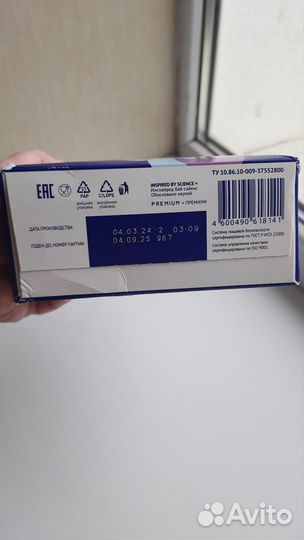 ТУ 10.86.10-009-37552800
EAC
PAP
C/LDPE
внешняя упаковка
внутренняя упаковка
INSPIRED BY SCIENCE =
Инспайред бай сайенс
Обосновано наукой
PREMIUM = ПРЕМИУМ
4 600490 618141
ДАТА ПРОИЗВОДСТВА:
04.03.24 2 03:09
ГОДЕН ДО, НОМЕР ПАРТИИ:
04.09.25 967
Система пищевой безопасности
сертифицирована по ГОСТ Р ИСО 22000
Система управления качеством
сертифицирована по ISO 9001
Avito